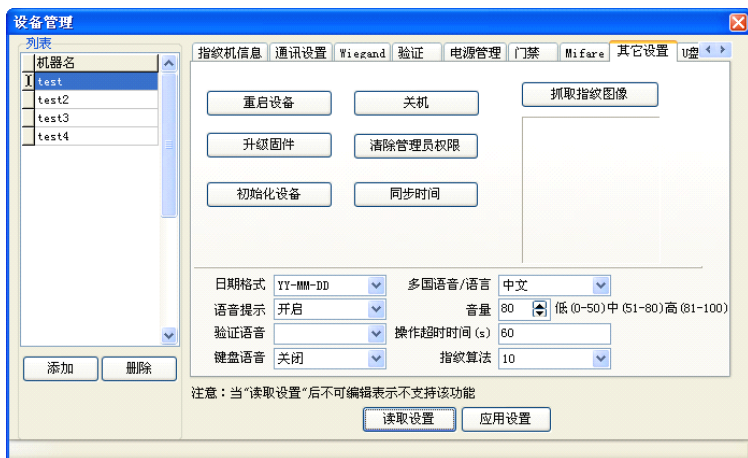 设备管理
列表
机器名
test
test2
test3
test4
添加 删除
指纹机信息 通讯设置 Wiegand 验证 电源管理 门禁 Mifare 其它设置 U盘
重启设备 关机 抓取指纹图像
升级固件 清除管理员权限
初始化设备 同步时间
日期格式 YY-MM-DD 多国语音/语言 中文
语音提示 开启 音量 80 低(0-50)中(51-80)高(81-100)
验证语音 操作超时时间(s) 60
键盘语音 关闭 指纹算法 10
注意：当“读取设置”后不可编辑表示不支持该功能
读取设置 应用设置